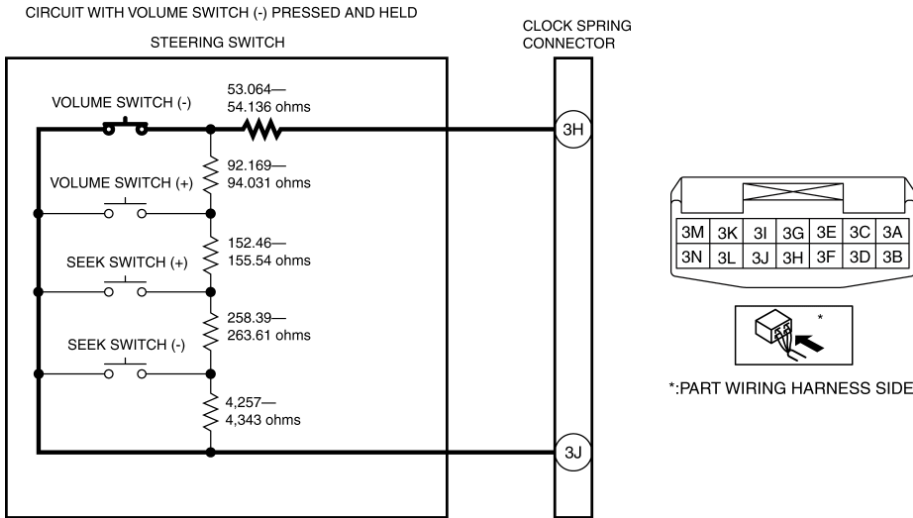 CIRCUIT WITH VOLUME SWITCH (-) PRESSED AND HELD
STEERING SWITCH
CLOCK SPRING
CONNECTOR
53.064—
54.136 ohms
VOLUME SWITCH (-)
3H
92.169—
94.031 ohms
VOLUME SWITCH (+)
152.46—
155.54 ohms
SEEK SWITCH (+)
258.39—
263.61 ohms
SEEK SWITCH (-)
4,257—
4,343 ohms
3J
3M 3K 3I 3G 3E 3C 3A
3N 3L 3J 3H 3F 3D 3B
*
*:PART WIRING HARNESS SIDE